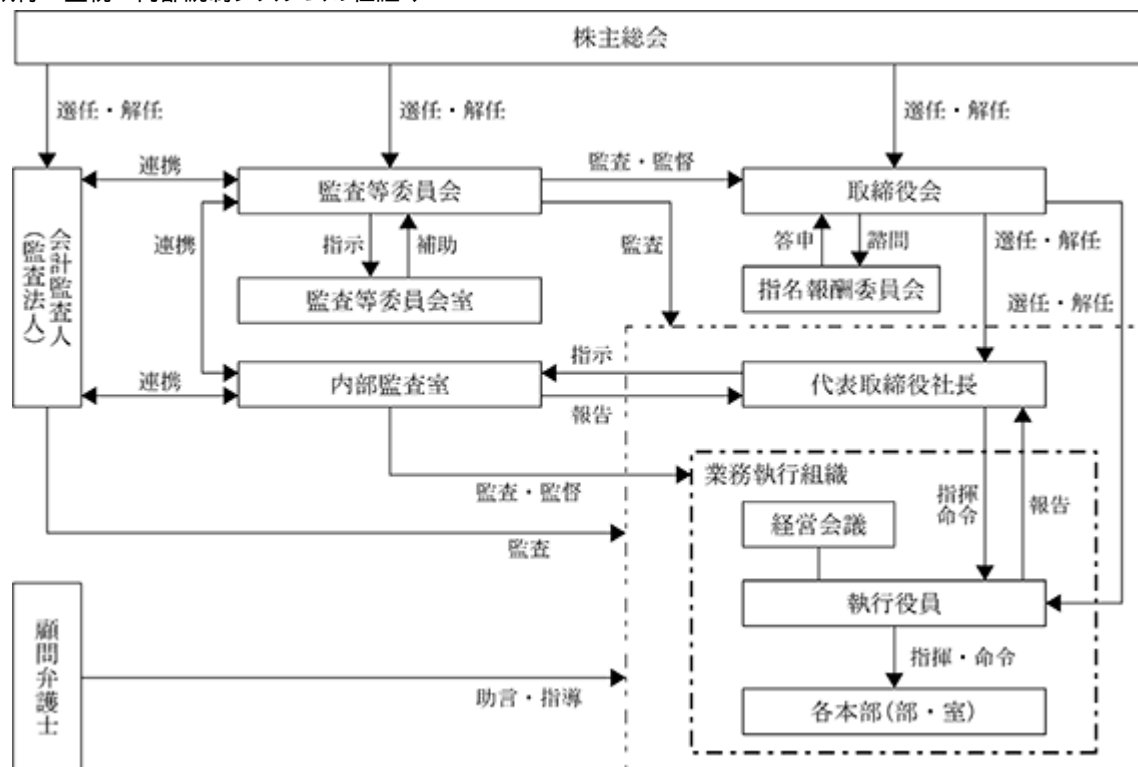 株主総会
選任・解任
選任・解任
選任・解任
連携
監査等委員会
監査・監督
取締役会
会計監査人
(監査法人)
連携
指示
補助
監査
答申
諮問
選任・解任
監査等委員会室
指名報酬委員会
選任・解任
指示
連携
内部監査室
代表取締役社長
報告
業務執行組織
監査・監督
指揮
命令
報告
経営会議
監査
執行役員
顧問弁護士
指揮・命令
助言・指導
各本部(部・室)